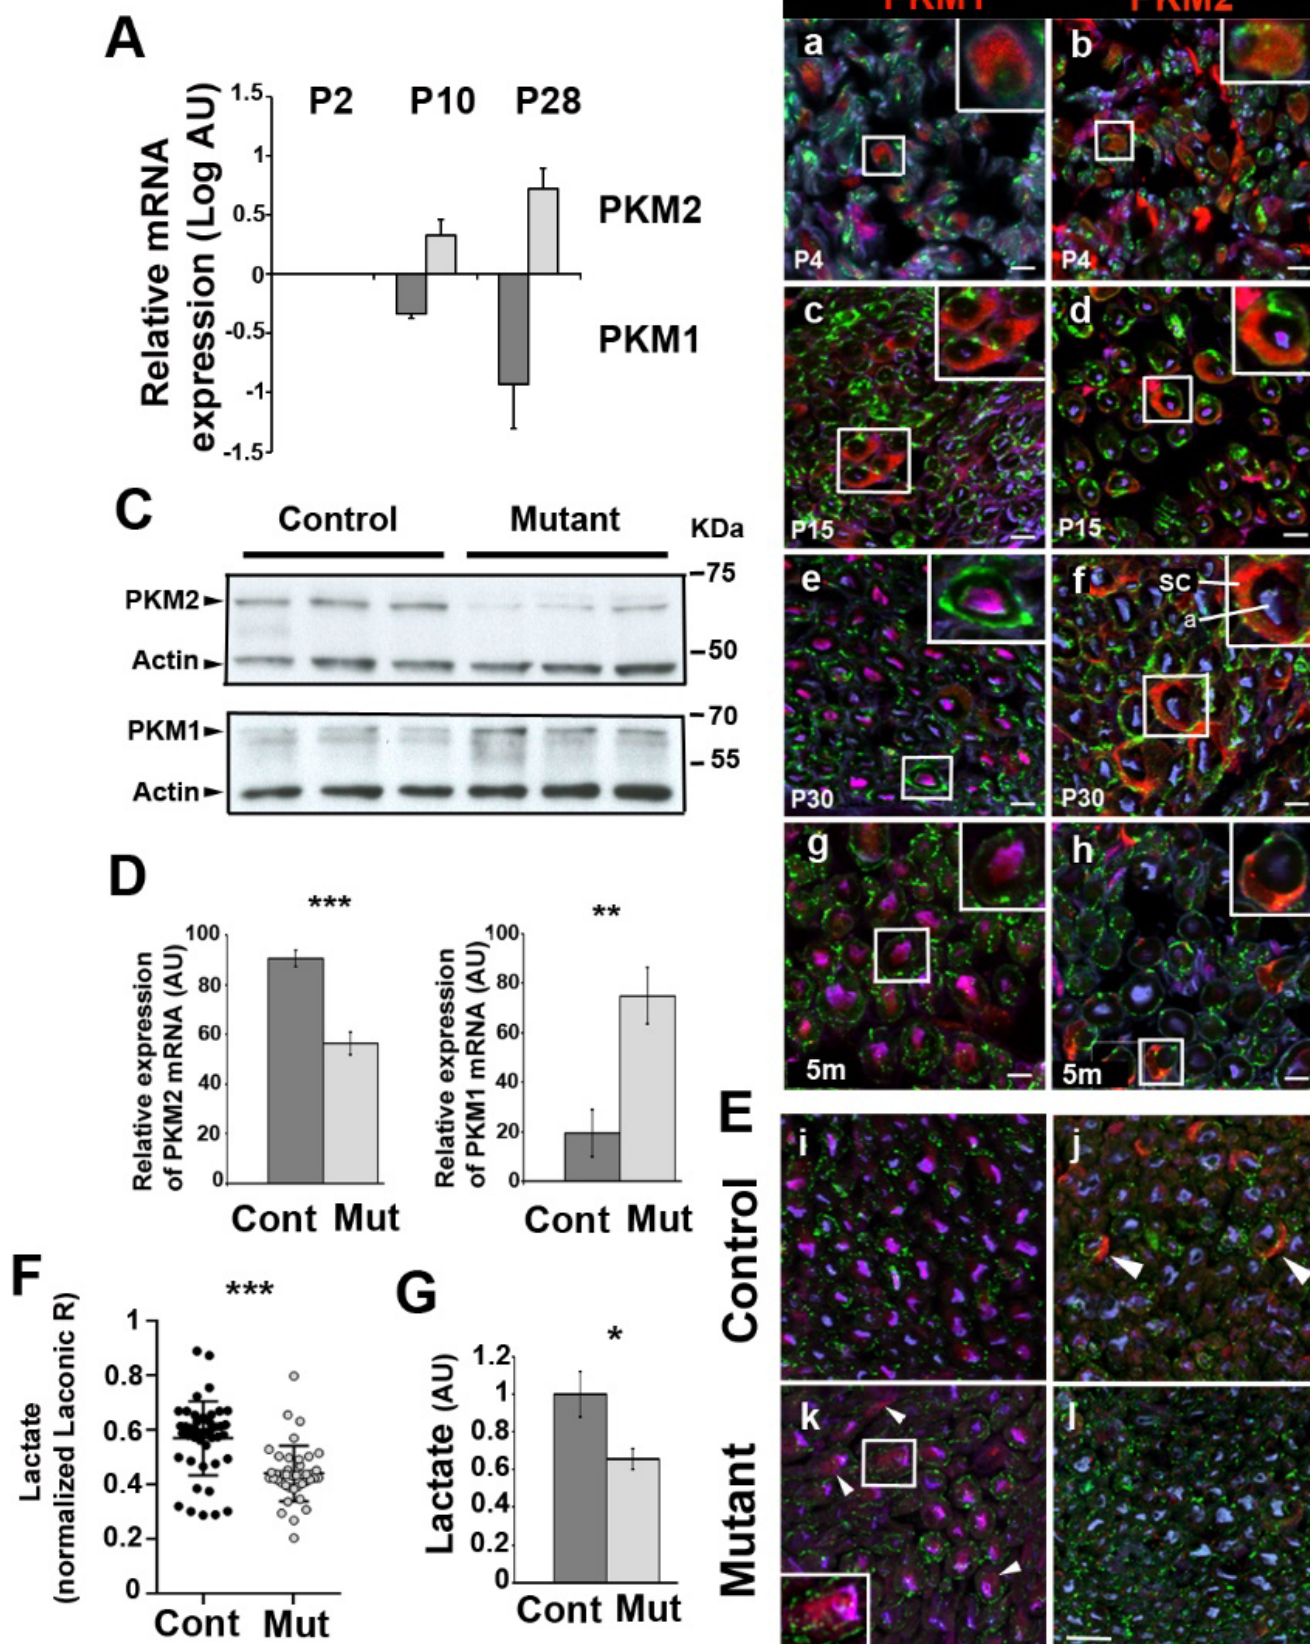 PKM1
PKM2
A
1.5
1
0.5
0
-0.5
-1
-1.5
Relative mRNA
expression (Log AU)
P2
P10
P28
PKM2
PKM1
C
Control
Mutant
KDa
PKM2
Actin
75
50
PKM1
Actin
70
55
D
***
100
80
60
40
20
0
Relative expression
of PKM2 mRNA (AU)
Cont
Mut
**
100
80
60
40
20
0
Relative expression
of PKM1 mRNA (AU)
Cont
Mut
F
***
1
0.8
0.6
0.4
0.2
0
Lactate
(normalized Laconic R)
Cont
Mut
G
*
1.2
1
0.8
0.6
0.4
0.2
0
Lactate (AU)
Cont
Mut
a
P4
b
P4
c
P15
d
P15
e
P30
f
sc
a
P30
g
5m
h
5m
E
Control
i
j
Mutant
k
l